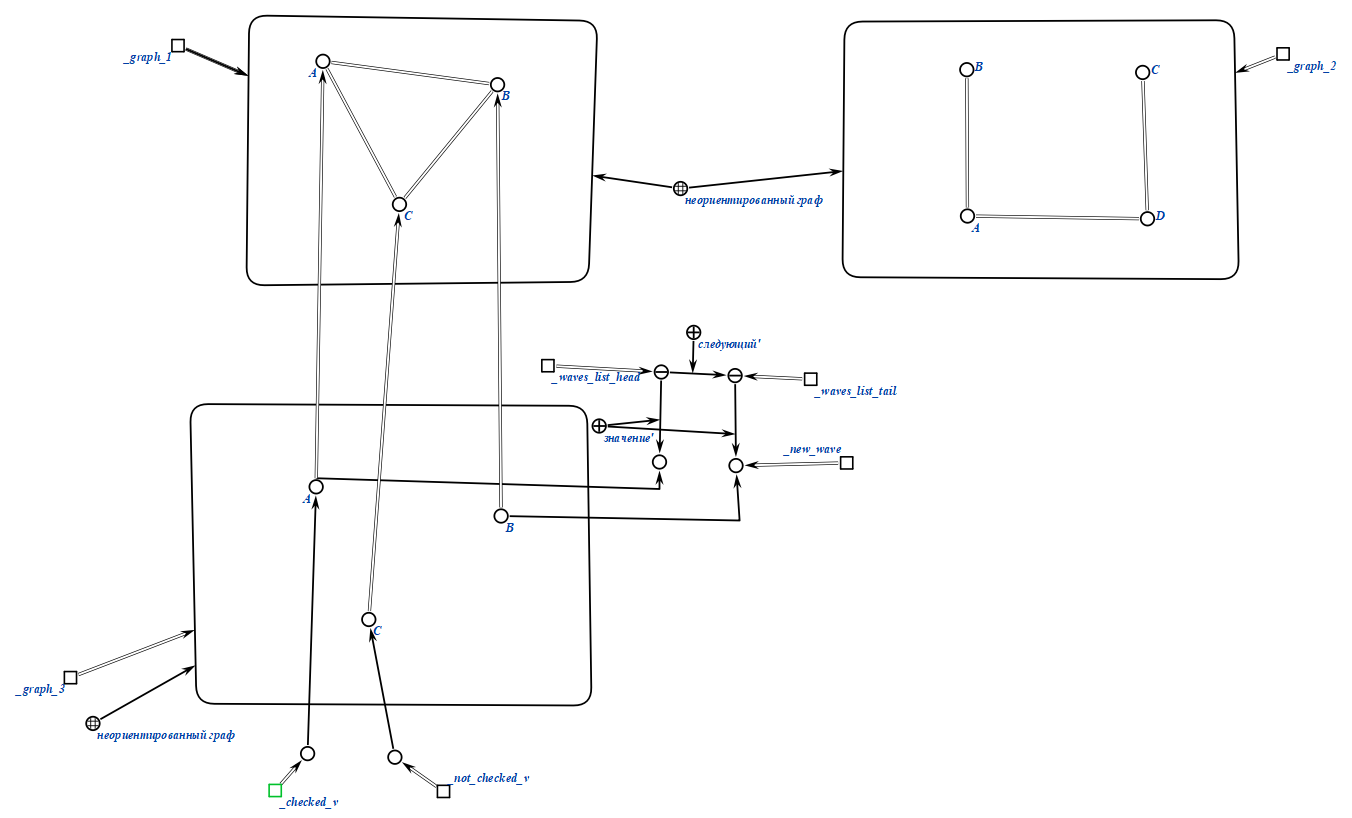 _graph_1
A
B
C
B
C
_graph_2
неориентированный граф
A
D
следующий'
_waves_list_head
_waves_list_tail
значение'
_new_wave
A
B
C
_graph_3
неориентированный граф
_not_checked_v
_checked_v